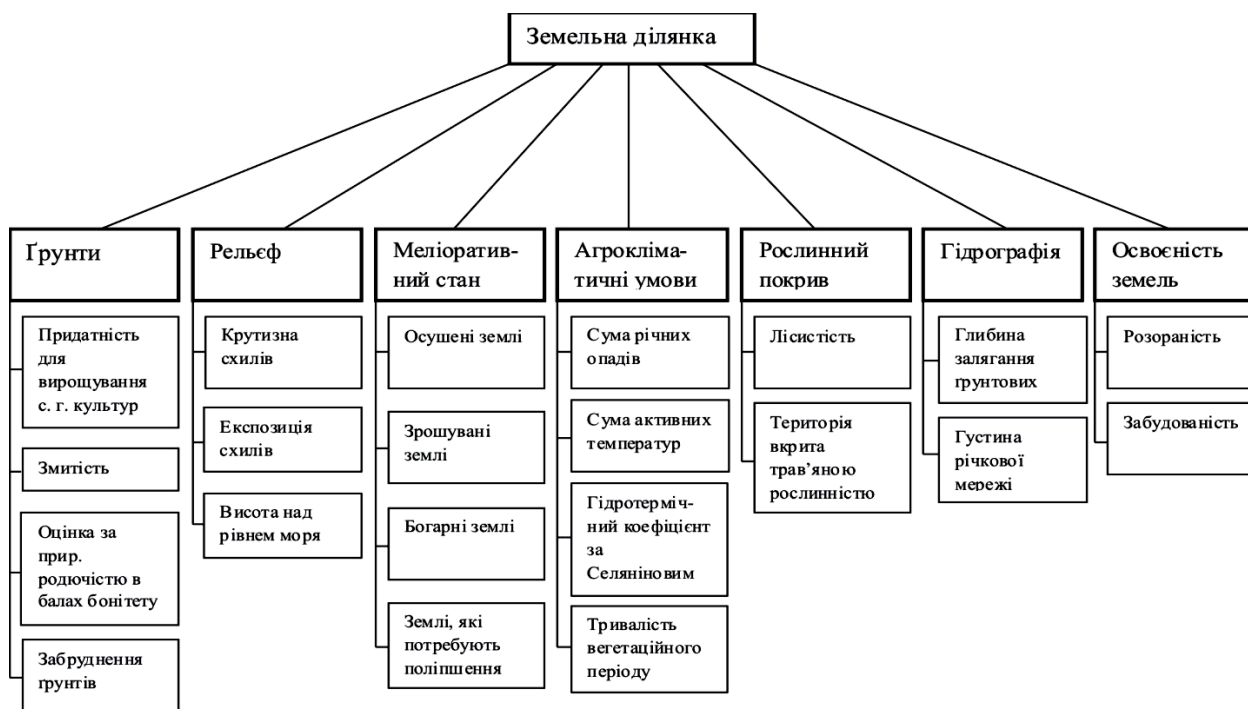 Земельна ділянка
Ґрунти
Придатність
для
вирощування
с. г. культур
Змитість
Оцінка за
прир.
родючістю в
балах бонітету
Забруднення
ґрунтів
Рельєф
Крутизна
схилів
Експозиція
схилів
Висота над
рівнем моря
Меліоратив-
ний стан
Осушені землі
Зрошувані
землі
Богарні землі
Землі, які
потребують
поліпшення
Агрокліма-
тичні умови
Сума річних
опадів
Сума активних
температур
Гідротерміч-
ний коефіцієнт
за
Селяніновим
Тривалість
вегетаційного
періоду
Рослинний
покрив
Лісистість
Територія
вкрита
трав’яною
рослинністю
Гідрографія
Глибина
залягання
ґрунтових
Густина
річкової
мережі
Освоєність
земель
Розораність
Забудованість